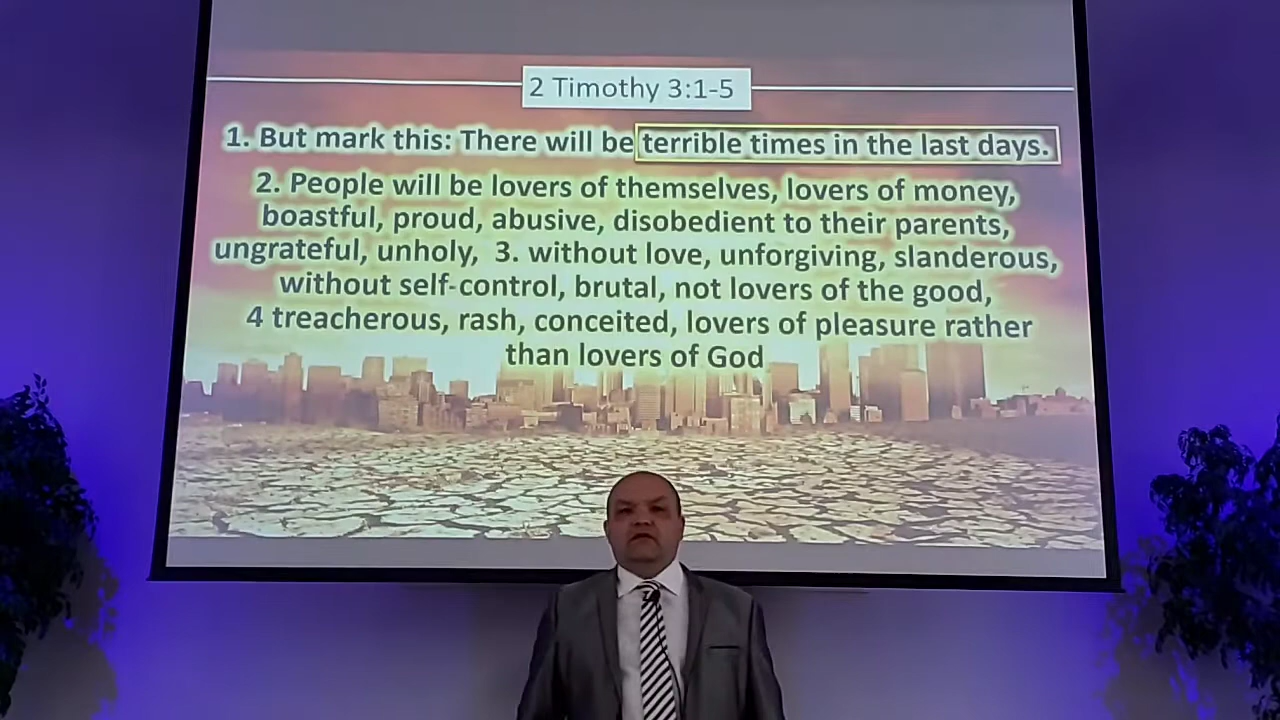 2 Timothy 3:1-5
1. But mark this: There will be terrible times in the last days.
2. People will be lovers of themselves, lovers of money,
boastful, proud, abusive, disobedient to their parents,
ungrateful, unholy, 3. without love, unforgiving, slanderous,
without self-control, brutal, not lovers of the good,
4 treacherous, rash, conceited, lovers of pleasure rather
than lovers of God